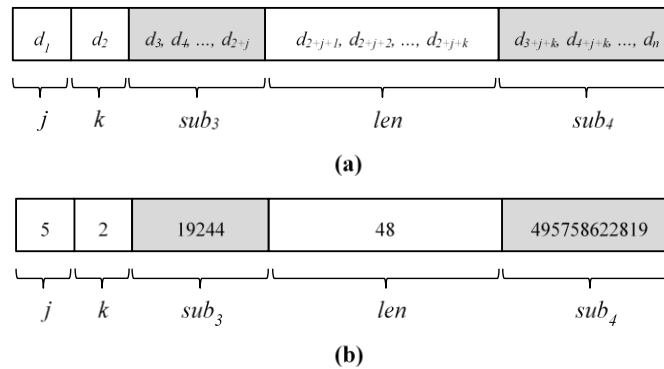 d₁ d₂ d₃, d₄, ..., d₂₊ⱼ d₂₊ⱼ₊₁, d₂₊ⱼ₊₂, ..., d₂₊ⱼ₊ₖ d₃₊ⱼ₊ₖ, d₄₊ⱼ₊ₖ, ..., dₙ
j k sub₃ len sub₄
(a)
5 2 19244 48 495758622819
j k sub₃ len sub₄
(b)